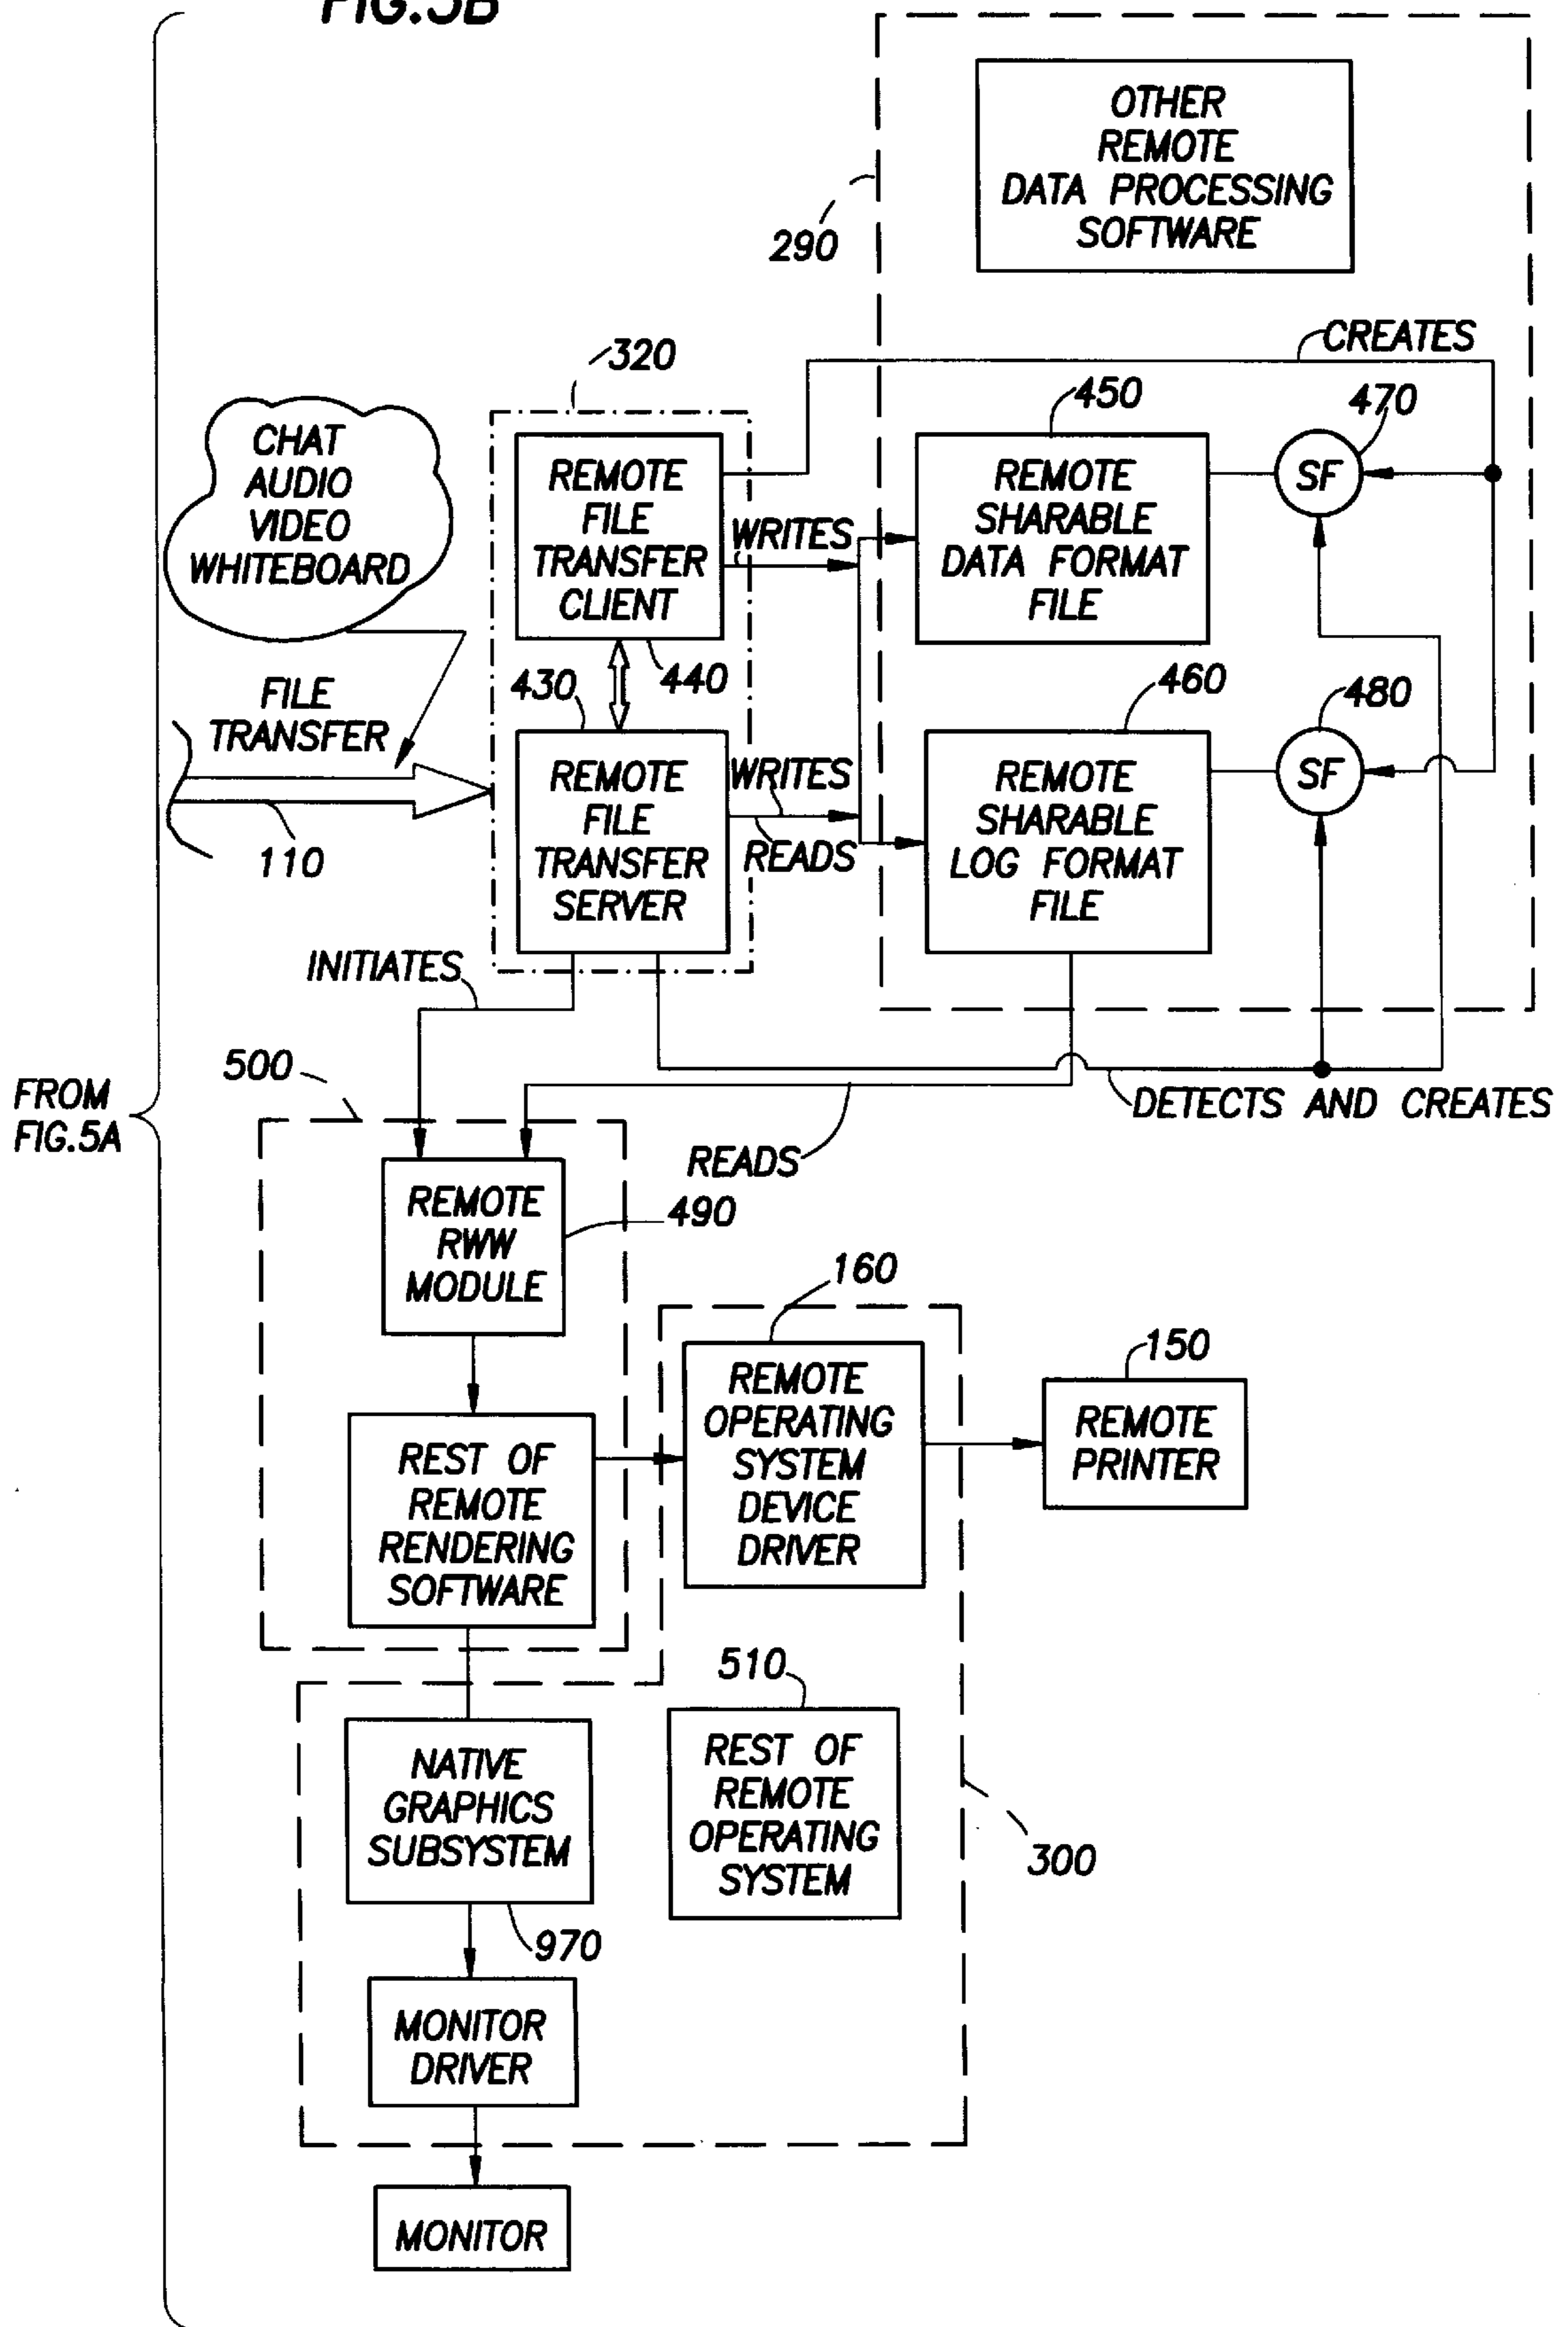 FIG.5B
OTHER
REMOTE
DATA PROCESSING
SOFTWARE
290
CREATES
320
450
470
CHAT
AUDIO
VIDEO
WHITEBOARD
REMOTE
FILE
TRANSFER
CLIENT
WRITES
REMOTE
SHARABLE
DATA FORMAT
FILE
SF
FILE
TRANSFER
430
440
460
480
110
REMOTE
FILE
TRANSFER
SERVER
WRITES
READS
REMOTE
SHARABLE
LOG FORMAT
FILE
SF
INITIATES
500
FROM
FIG.5A
DETECTS AND CREATES
READS
REMOTE
RWW
MODULE
490
160
150
REST OF
REMOTE
RENDERING
SOFTWARE
REMOTE
OPERATING
SYSTEM
DEVICE
DRIVER
REMOTE
PRINTER
510
NATIVE
GRAPHICS
SUBSYSTEM
REST OF
REMOTE
OPERATING
SYSTEM
300
970
MONITOR
DRIVER
MONITOR